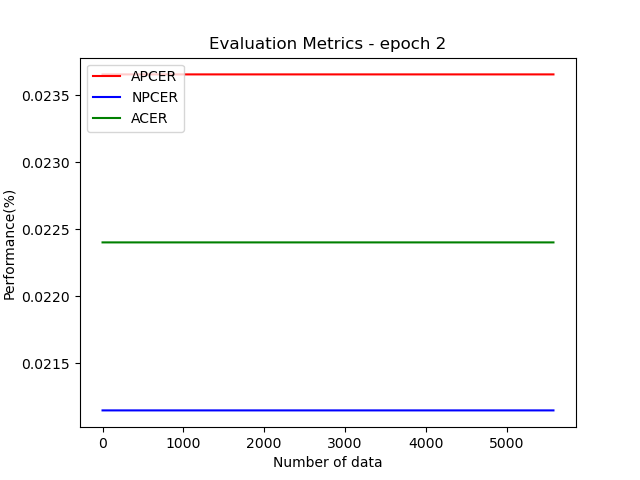 Evaluation Metrics - epoch 2
APCER
NPCER
ACER
0.0235
0.0230
0.0225
0.0220
0.0215
Performance(%)
0 1000 2000 3000 4000 5000
Number of data